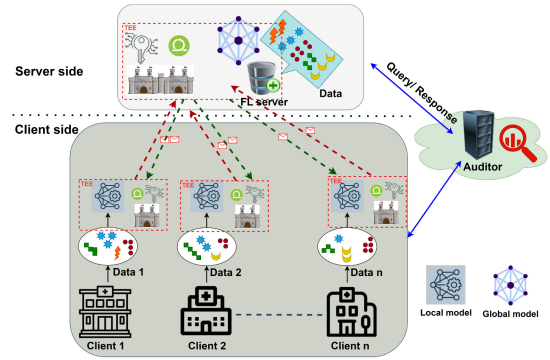 TEE
Server side
FL server
Data
Query/ Response
Client side
Auditor
TEE
TEE
TEE
Data 1
Data 2
Data n
Local model
Global model
Client 1
Client 2
Client n